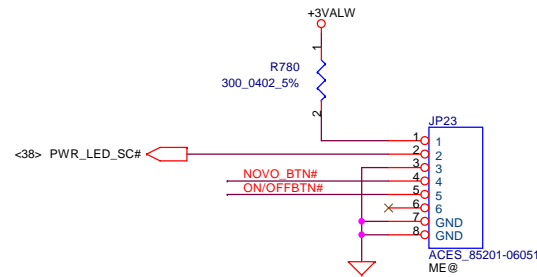 +3VALW
1
R780
300_0402_5%
2
JP23
1 1
<38> PWR_LED_SC# 2 2
3 3
NOVO_BTN# 4 4
ON/OFFBTN# 5 5
6 6
7 GND
8 GND
ACES_85201-06051
ME@